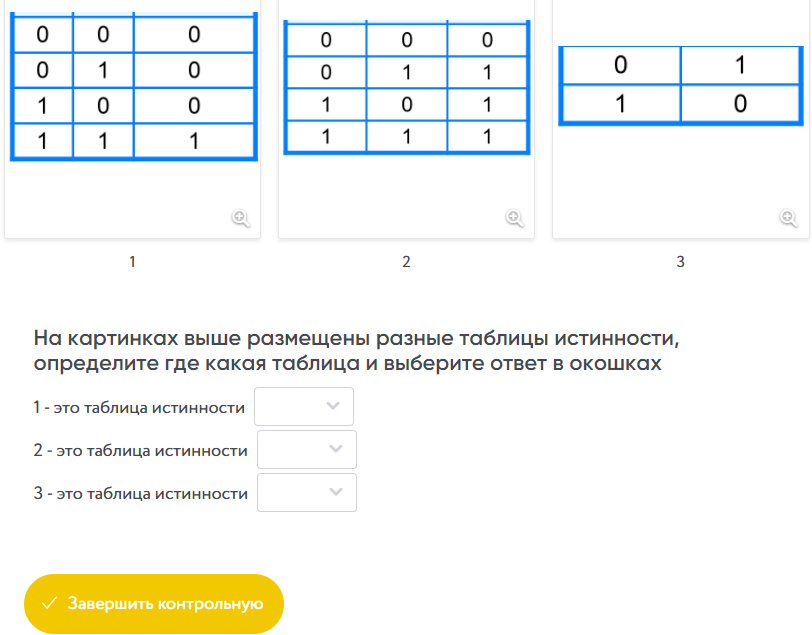 0 0 0
0 1 0
1 0 0
1 1 1
0 0 0
0 1 1
1 0 1
1 1 1
0 1
1 0
1
2
3
На картинках выше размещены разные таблицы истинности,
определите где какая таблица и выберите ответ в окошках
1 - это таблица истинности
2 - это таблица истинности
3 - это таблица истинности
Завершить контрольную